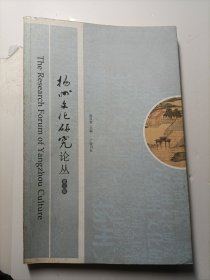 扬州文化研究论丛
The Research Forum of Yangzhou Culture